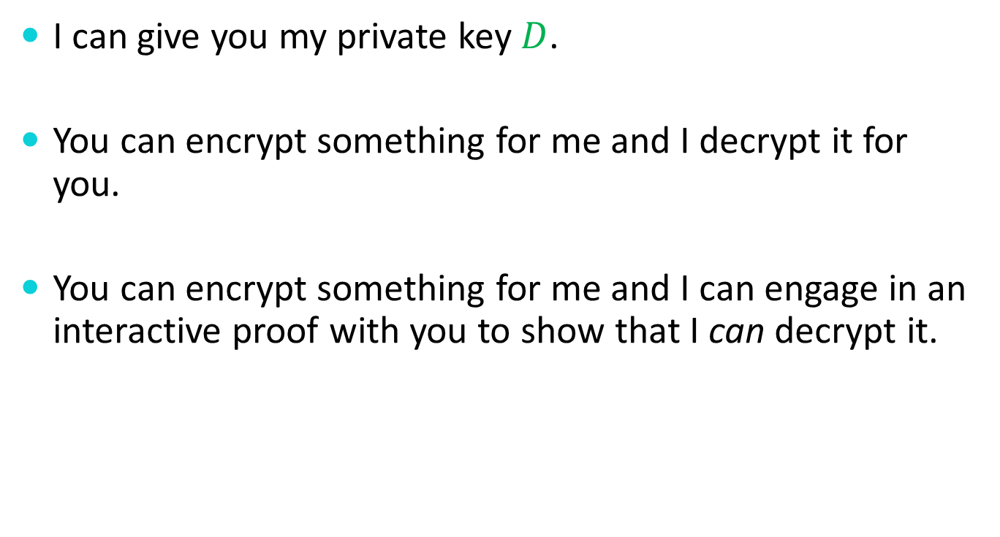 • I can give you my private key D.
• You can encrypt something for me and I decrypt it for
you.
• You can encrypt something for me and I can engage in an
interactive proof with you to show that I can decrypt it.